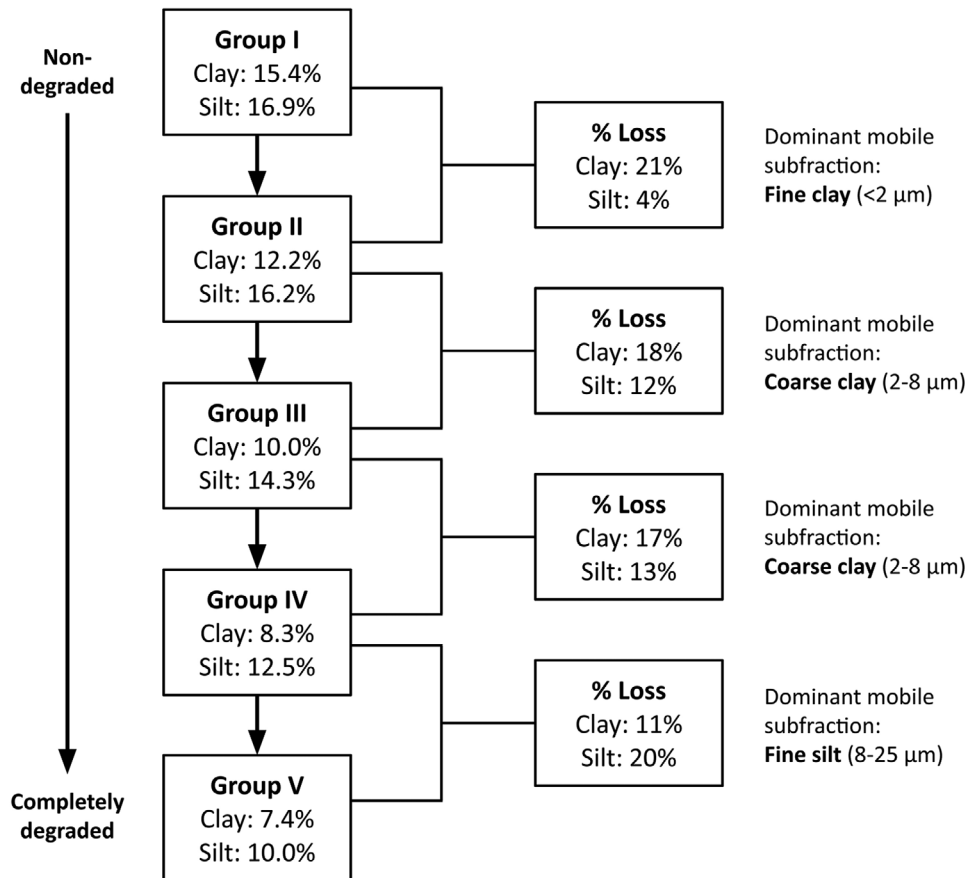 Non-
degraded
Group I
Clay: 15.4%
Silt: 16.9%
% Loss
Clay: 21%
Silt: 4%
Dominant mobile
subfraction:
Fine clay (<2 µm)
Group II
Clay: 12.2%
Silt: 16.2%
% Loss
Clay: 18%
Silt: 12%
Dominant mobile
subfraction:
Coarse clay (2-8 µm)
Group III
Clay: 10.0%
Silt: 14.3%
% Loss
Clay: 17%
Silt: 13%
Dominant mobile
subfraction:
Coarse clay (2-8 µm)
Group IV
Clay: 8.3%
Silt: 12.5%
% Loss
Clay: 11%
Silt: 20%
Dominant mobile
subfraction:
Fine silt (8-25 µm)
Completely
degraded
Group V
Clay: 7.4%
Silt: 10.0%